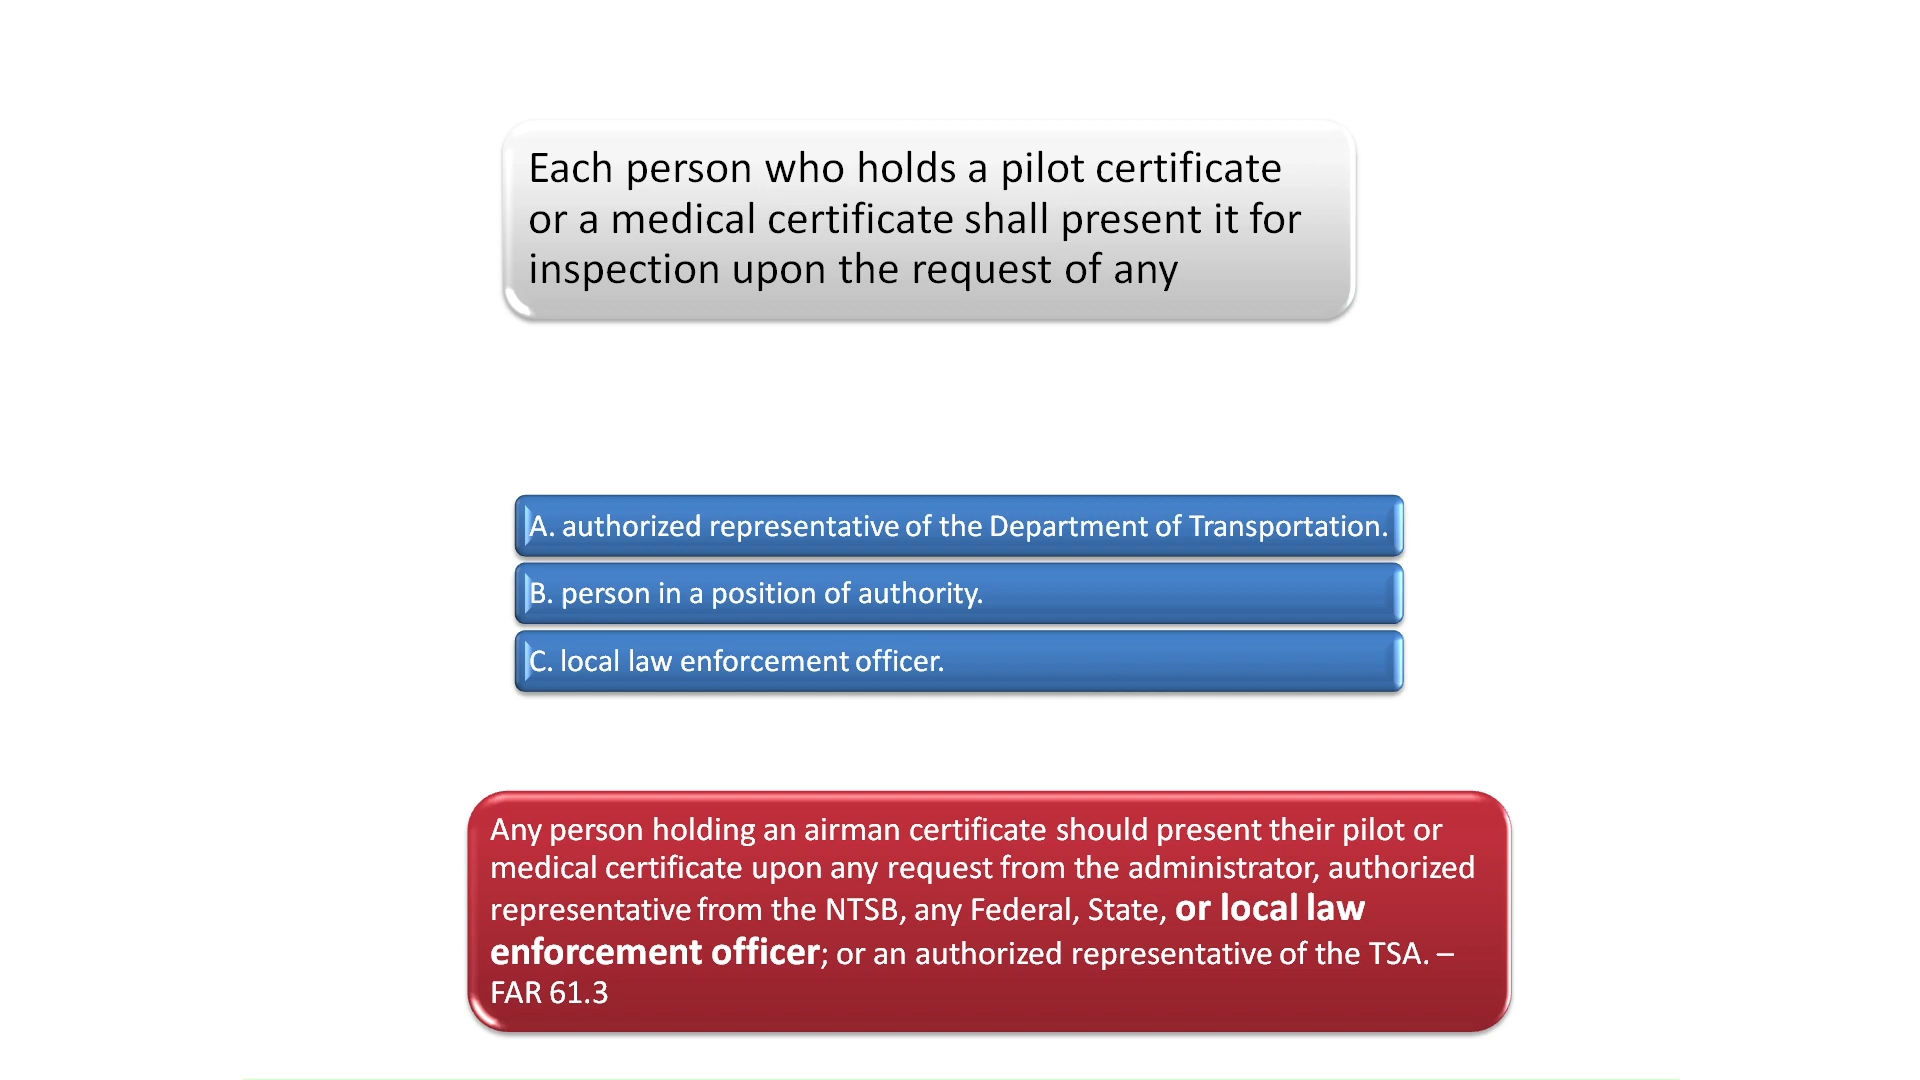 Each person who holds a pilot certificate
or a medical certificate shall present it for
inspection upon the request of any
A. authorized representative of the Department of Transportation.
B. person in a position of authority.
C. local law enforcement officer.
Any person holding an airman certificate should present their pilot or
medical certificate upon any request from the administrator, authorized
representative from the NTSB, any Federal, State, or local law
enforcement officer; or an authorized representative of the TSA. –
FAR 61.3